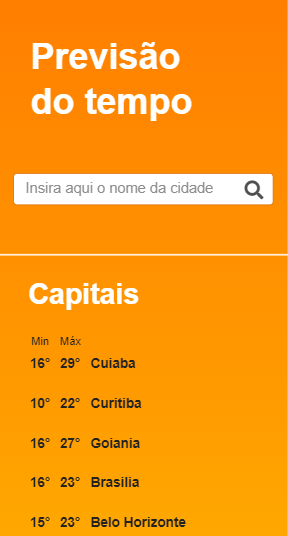 Previsão
do tempo
Insira aqui o nome da cidade
Capitais
Min Máx
16° 29° Cuiaba
10° 22° Curitiba
16° 27° Goiania
16° 23° Brasilia
15° 23° Belo Horizonte